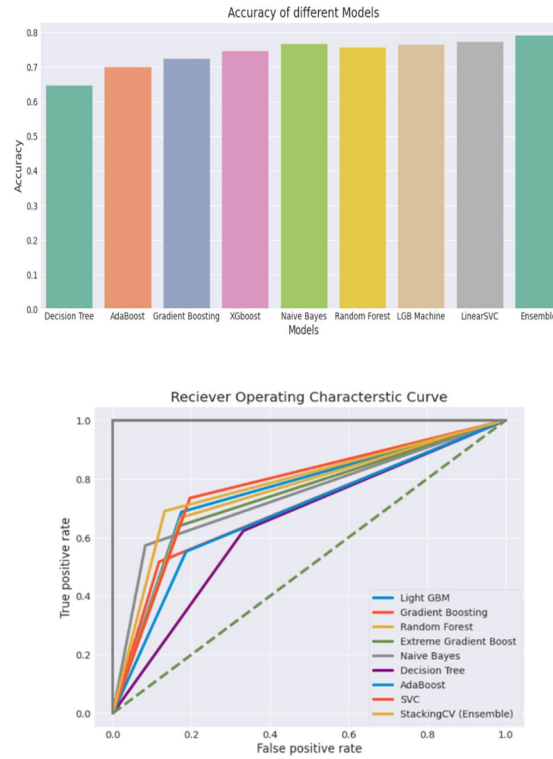 Accuracy of different Models
0.8
0.7
0.6
0.5
0.4
0.3
0.2
0.1
0.0
Accuracy
Decision Tree AdaBoost Gradient Boosting XGboost Naive Bayes Random Forest LGB Machine LinearSVC Ensemble
Models
Reciever Operating Characterstic Curve
1.0
0.8
0.6
0.4
0.2
0.0
True positive rate
Light GBM
Gradient Boosting
Random Forest
Extreme Gradient Boost
Naive Bayes
Decision Tree
AdaBoost
SVC
StackingCV (Ensemble)
0.0 0.2 0.4 0.6 0.8 1.0
False positive rate